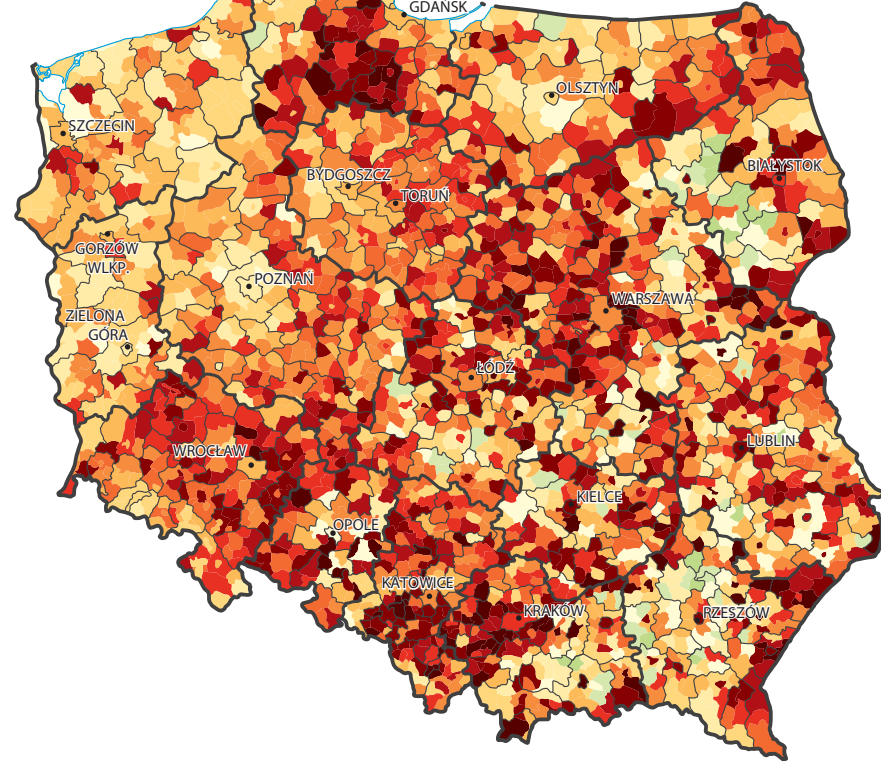 GDAŃSK
OLSZTYN
SZCZECIN
BIAŁYSTOK
BYDGOSZCZ
TORUŃ
GORZÓW
WLKP.
POZNAŃ
WARSZAWA
ZIELONA
GÓRA
ŁÓDŹ
WROCŁAW
LUBLIN
KIELCE
OPOLE
KATOWICE
KRAKÓW
RZESZÓW